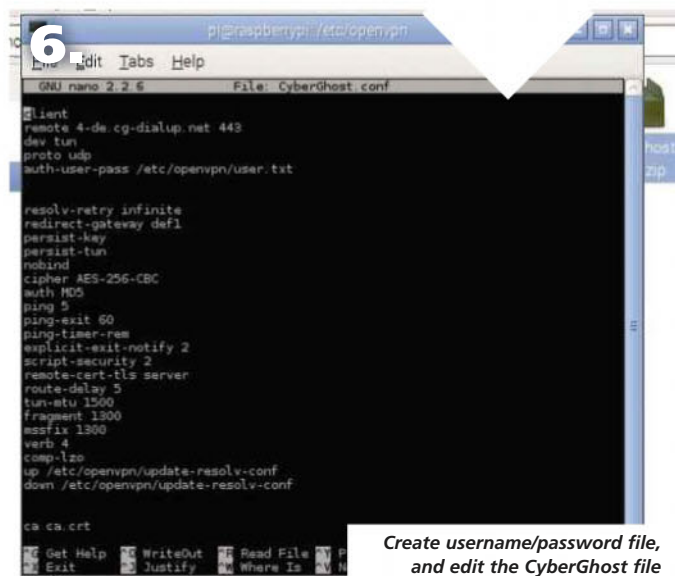 6.
pi@raspberrypi: /etc/openvpn
Edit Tabs Help
GNU nano 2.2.6 File: CyberGhost.conf
client
remote 4-de.cg-dialup.net 443
dev tun
proto udp
auth-user-pass /etc/openvpn/user.txt
resolv-retry infinite
redirect-gateway def1
persist-key
persist-tun
nobind
cipher AES-256-CBC
auth MD5
ping 5
ping-exit 60
ping-timer-rem
explicit-exit-notify 2
script-security 2
remote-cert-tls server
route-delay 5
tun-mtu 1500
fragment 1300
mssfix 1300
verb 4
comp-lzo
up /etc/openvpn/update-resolv-conf
down /etc/openvpn/update-resolv-conf
ca ca.crt
^G Get Help ^O WriteOut ^R Read File ^Y
^X Exit ^J Justify ^W Where Is ^V
host
zip
Create username/password file,
and edit the CyberGhost file